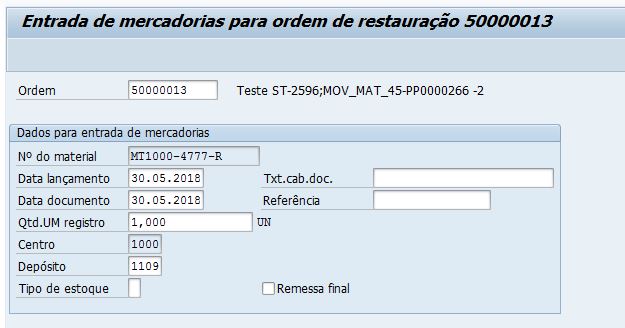 Entrada de mercadorias para ordem de restauração 50000013
Ordem 50000013 Teste ST-2596;MOV_MAT_45-PP0000266 -2
Dados para entrada de mercadorias
Nº do material MT1000-4777-R
Data lançamento 30.05.2018 Txt.cab.doc.
Data documento 30.05.2018 Referência
Qtd.UM registro 1,000 UN
Centro 1000
Depósito 1109
Tipo de estoque Remessa final